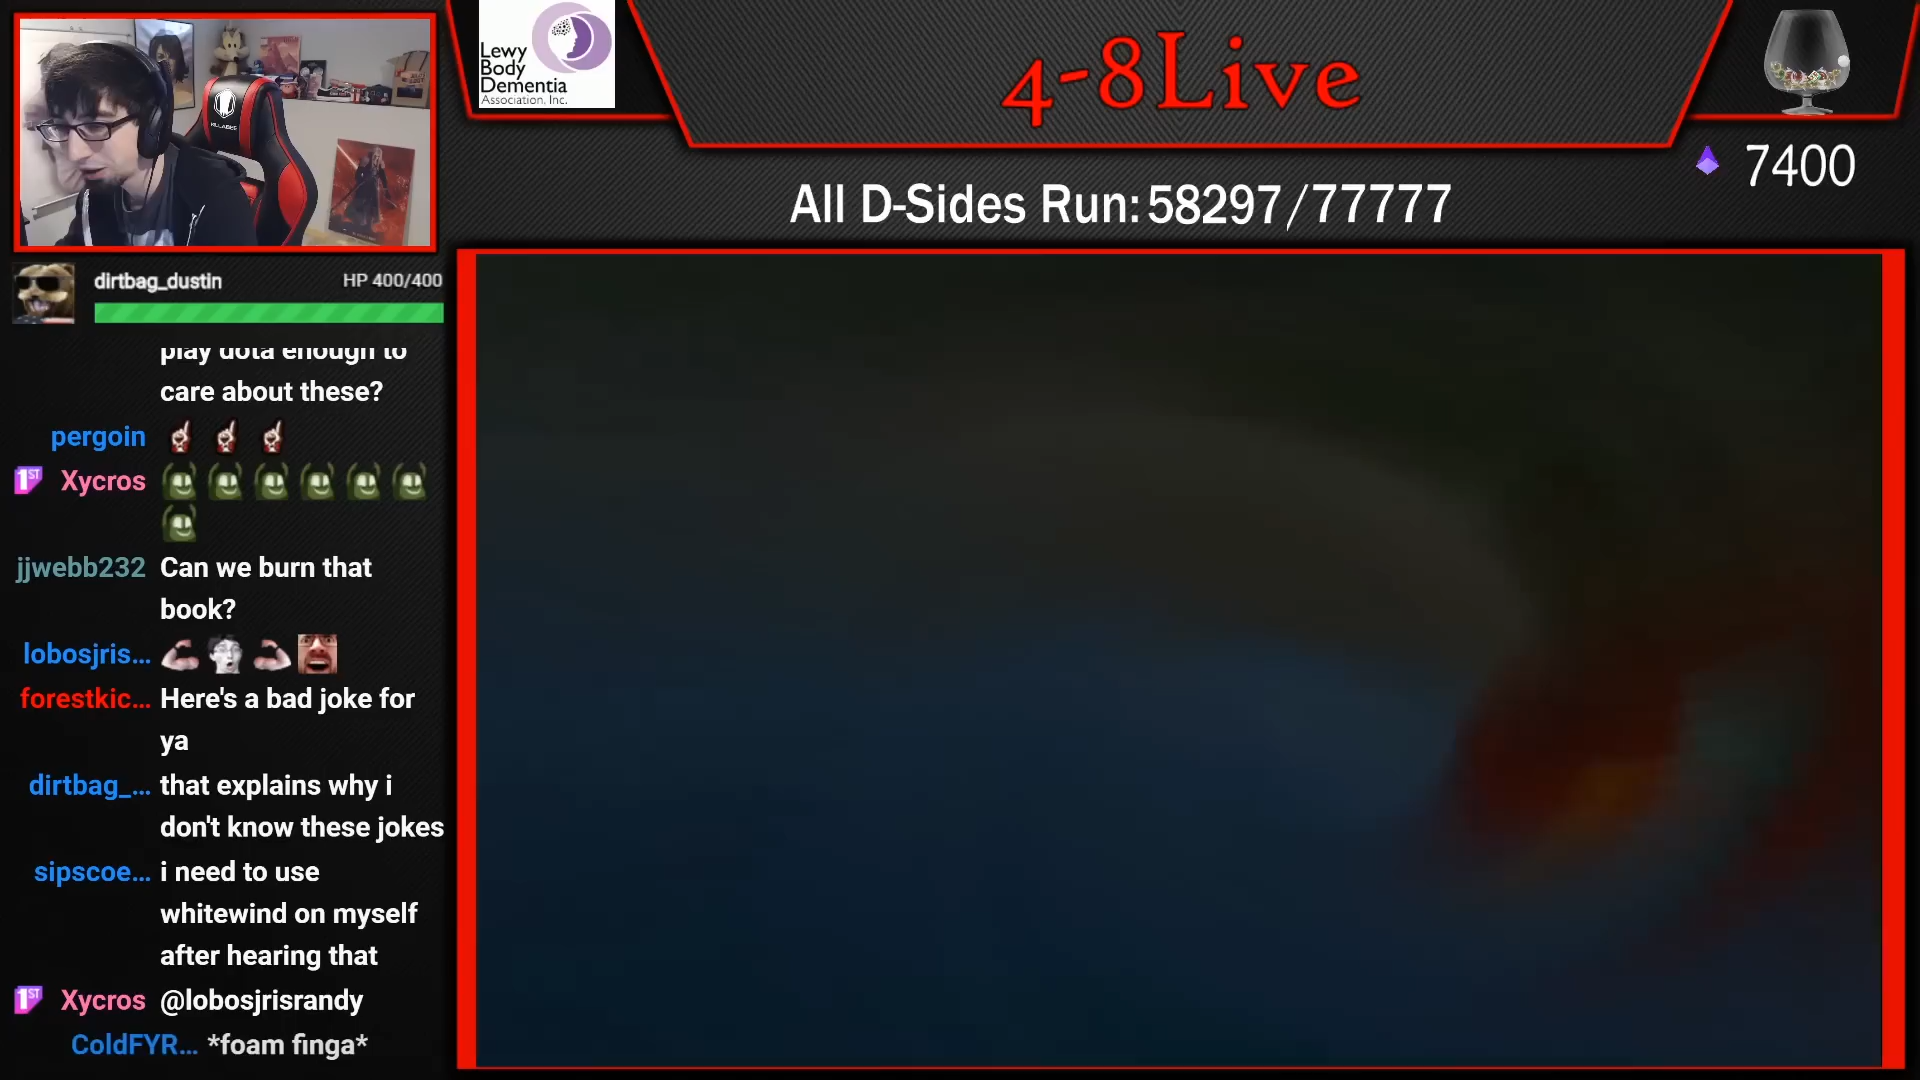 Lewy
Body
Dementia
Association, Inc.
4-8Live
7400
All D-Sides Run:58297/77777
dirtbag_dustin HP 400/400
play dota enough to
care about these?
pergoin
1ST Xycros
jjwebb232 Can we burn that
book?
lobosjris...
forestkic... Here's a bad joke for
ya
dirtbag_... that explains why i
don't know these jokes
sipscoe... i need to use
whitewind on myself
after hearing that
1ST Xycros @lobosjrisrandy
ColdFYR... *foam finga*